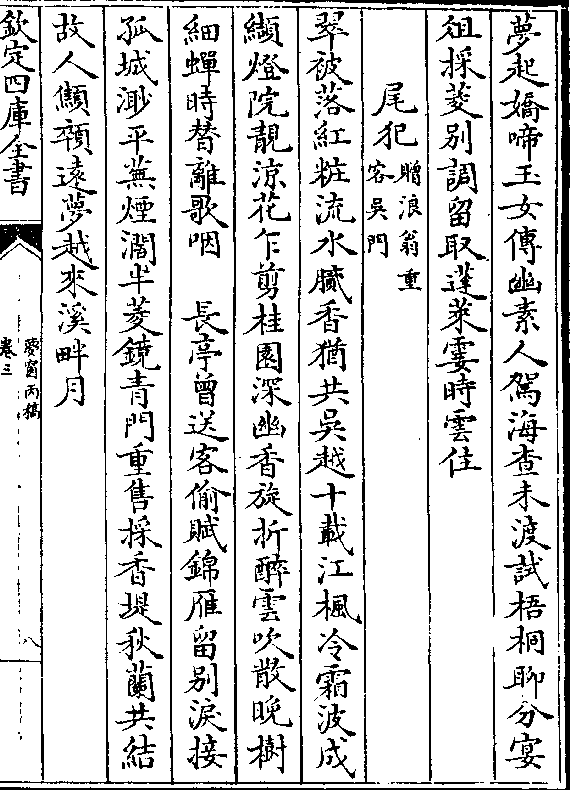 夢起嬌啼玉女傳幽素人駕海查未渡試梧桐聊分宴
俎採菱别調留取蓬萊霎時雲住
尾犯贈浪翁重客吳門
翠被落紅粧流水膩香猶共吳越十載江楓冷霜波成
纈燈院靚涼花乍剪桂園深幽香旋折醉雲吹散晚樹
細蟬時替離歌咽　長亭曾送客偷賦錦雁留别淚接
孤城渺平蕪煙濶半菱鏡青門重售採香堤秋蘭共結
故人顦顇遠夢越來溪畔月
欽定四庫全書
夢窗丙稿
卷三
八